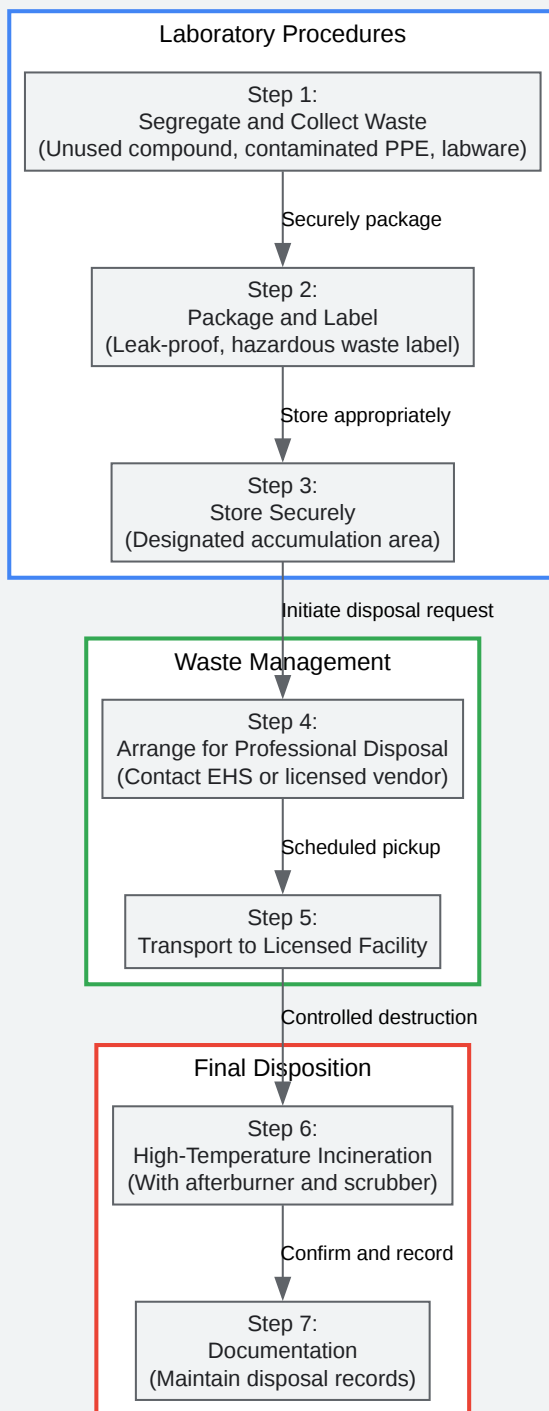 Laboratory Procedures
Step 1:
Segregate and Collect Waste
(Unused compound, contaminated PPE, labware)
Securely package
Step 2:
Package and Label
(Leak-proof, hazardous waste label)
Store appropriately
Step 3:
Store Securely
(Designated accumulation area)
Initiate disposal request
Waste Management
Step 4:
Arrange for Professional Disposal
(Contact EHS or licensed vendor)
Scheduled pickup
Step 5:
Transport to Licensed Facility
Controlled destruction
Final Disposition
Step 6:
High-Temperature Incineration
(With afterburner and scrubber)
Confirm and record
Step 7:
Documentation
(Maintain disposal records)